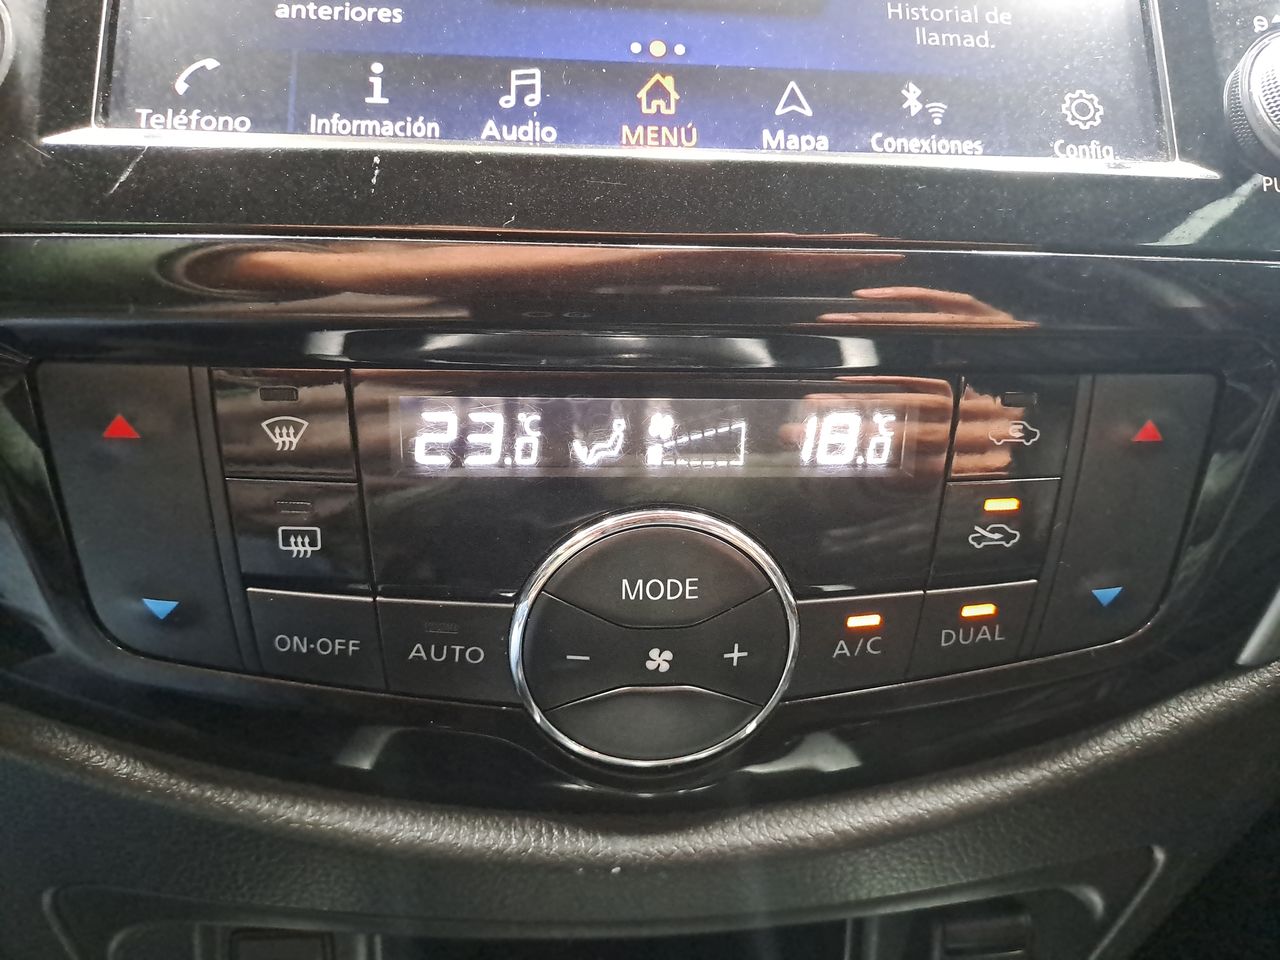 anteriores
Historial de
llamad.
Teléfono
Información
Audio
MENÚ
Mapa
Conexiones
Config.
23.0°C
18.0°C
MODE
ON·OFF
AUTO
A/C
DUAL